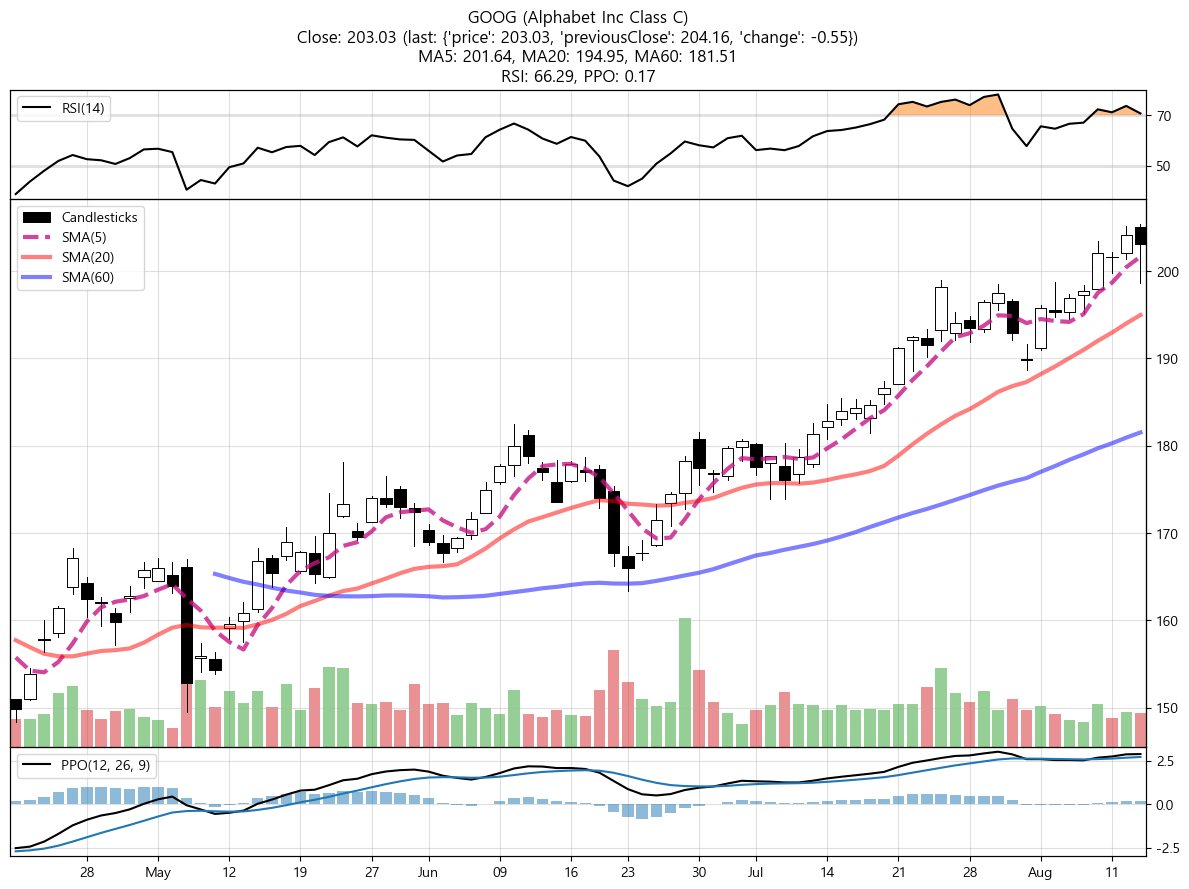 GOOG (Alphabet Inc Class C)
Close: 203.03 (last: {'price': 203.03, 'previousClose': 204.16, 'change': -0.55})
MA5: 201.64, MA20: 194.95, MA60: 181.51
RSI: 66.29, PPO: 0.17
RSI(14)
70
50
Candlesticks
SMA(5)
SMA(20)
SMA(60)
200
190
180
170
160
150
PPO(12, 26, 9)
2.5
0.0
-2.5
28 May 12 19 27 Jun 09 16 23 30 Jul 14 21 28 Aug 11